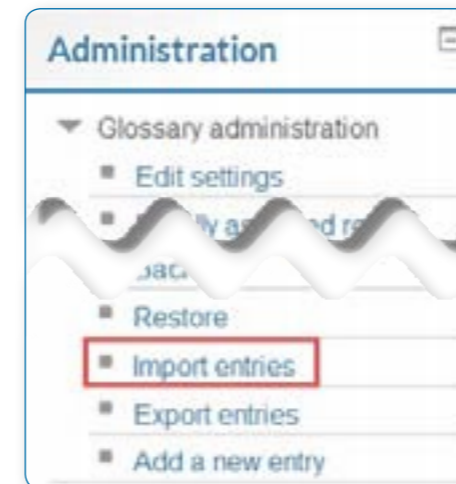 Administration
Glossary administration
Edit settings
Restore
Import entries
Export entries
Add a new entry